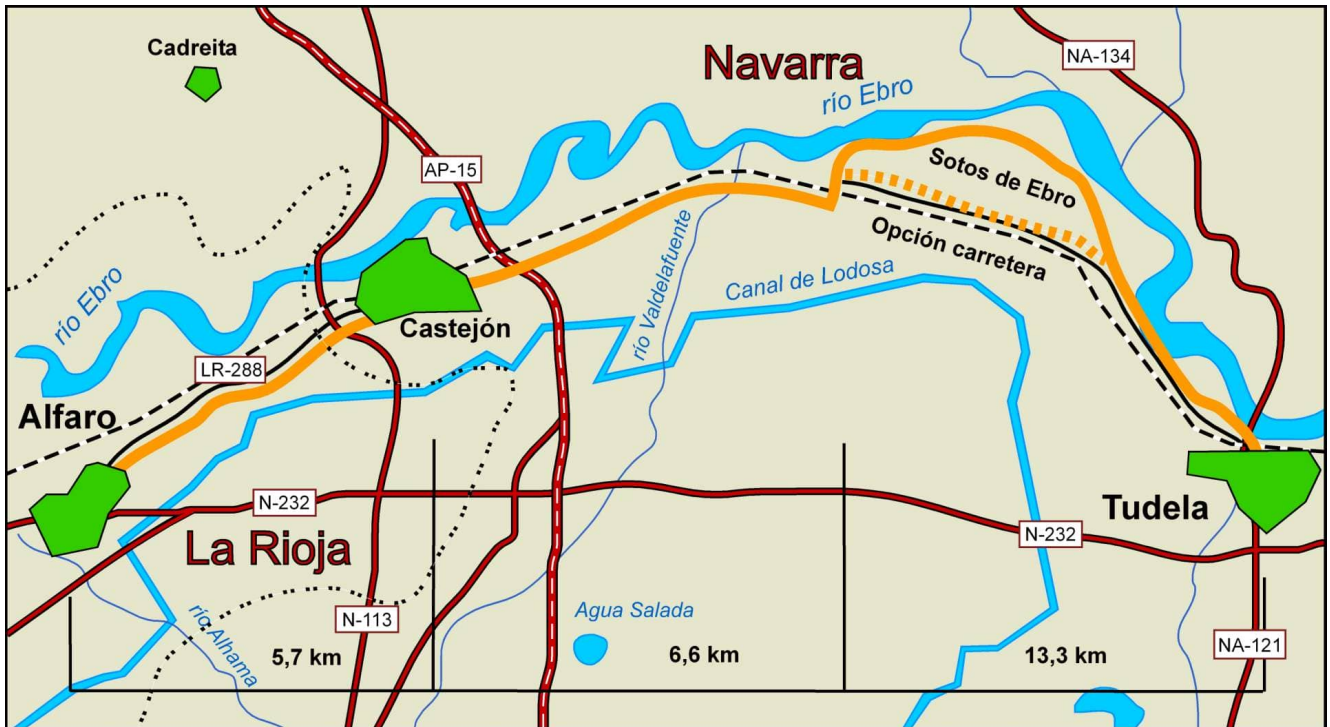 Cadreita
Navarra
NA-134
río Ebro
AP-15
Sotos de Ebro
río Ebro
río Valdelafuente
Opción carretera
Canal de Lodosa
Castejón
LR-288
Alfaro
N-232
Tudela
N-232
La Rioja
río Alhama
N-113
Agua Salada
NA-121
5,7 km
6,6 km
13,3 km